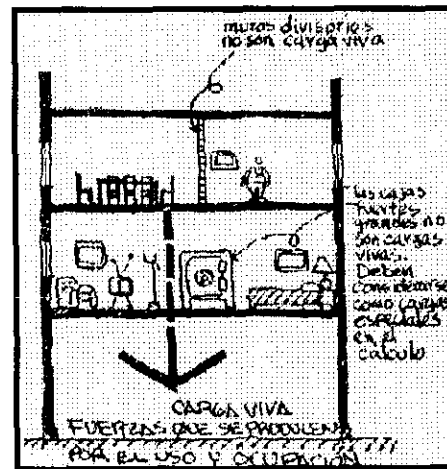 muros divisorios
no son carga viva
las cajas
fuertes
grandes no
son cargas
vivas.
Deben
considerarse
como cargas
especiales
en el
calculo
CARGA VIVA
FUERZAS QUE SE PRODUCEN
POR EL USO Y OCUPACIÓN